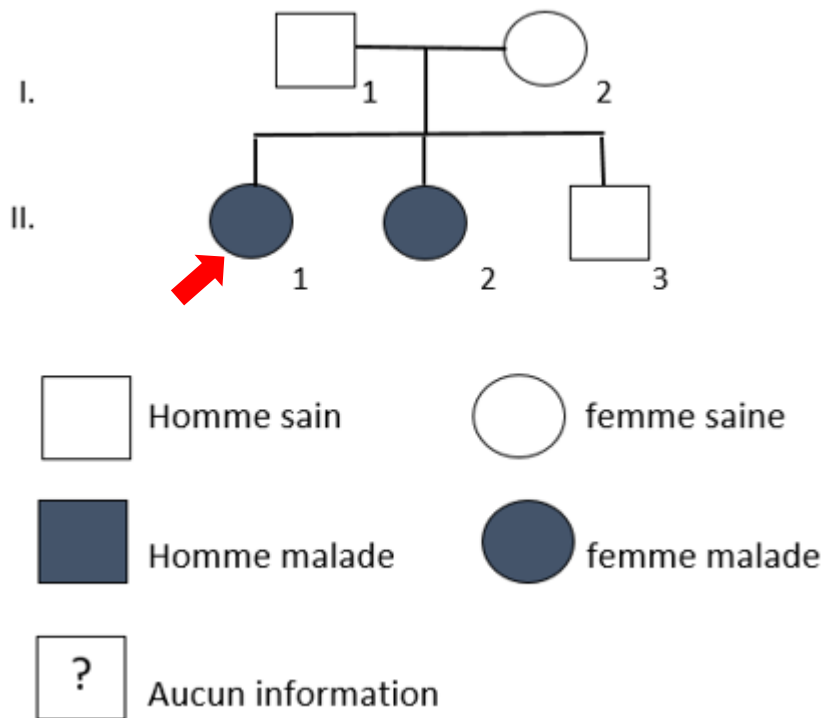 I.
1
2
II.
1
2
3
Homme sain
femme saine
Homme malade
femme malade
?
Aucun information